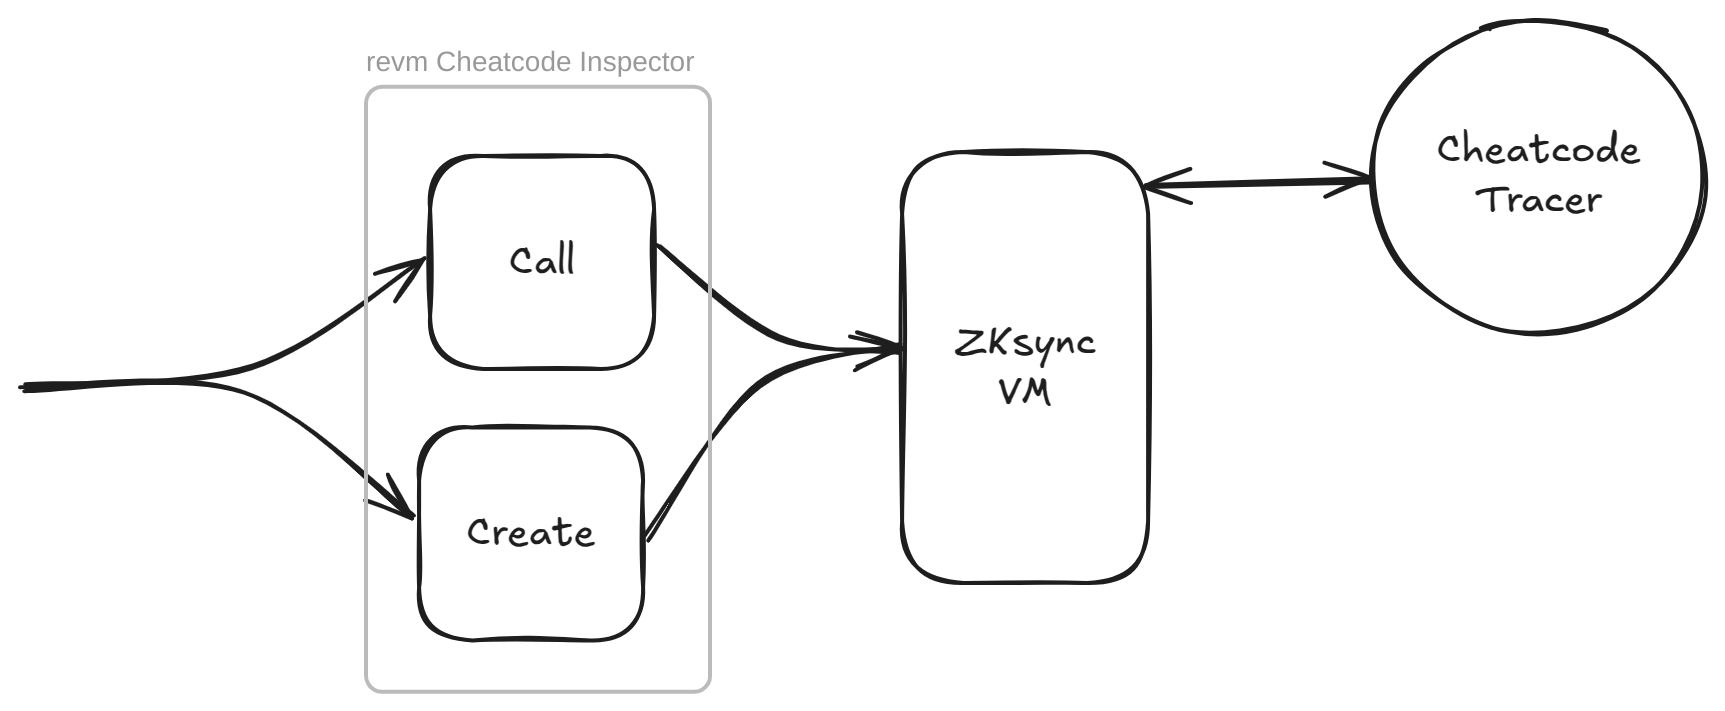 revm Cheatcode Inspector
Call
Create
ZKsync
VM
Cheatcode
Tracer